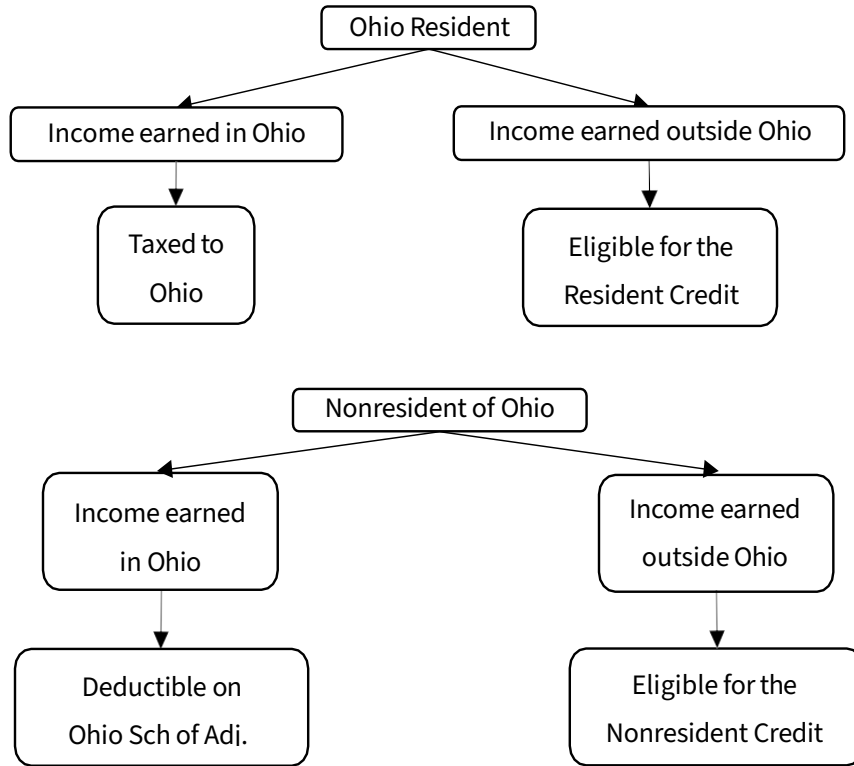 Ohio Resident
Income earned in Ohio
Income earned outside Ohio
Taxed to
Ohio
Eligible for the
Resident Credit
Nonresident of Ohio
Income earned
in Ohio
Income earned
outside Ohio
Deductible on
Ohio Sch of Adj.
Eligible for the
Nonresident Credit